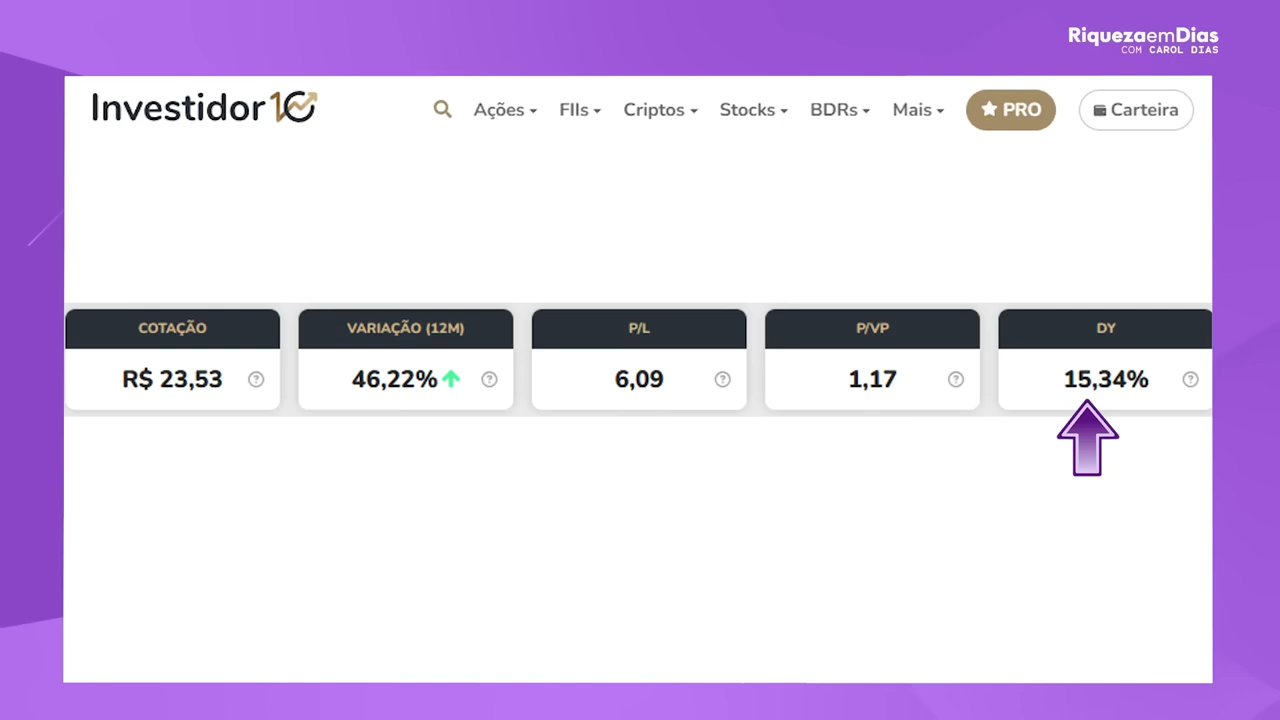 RiquezaemDias
COM CAROL DIAS
Investidor10
Ações FIIs Criptos Stocks BDRs Mais PRO Carteira
COTAÇÃO VARIAÇÃO (12M) P/L P/VP DY
R$ 23,53 ? 46,22% ? 6,09 ? 1,17 ? 15,34% ?